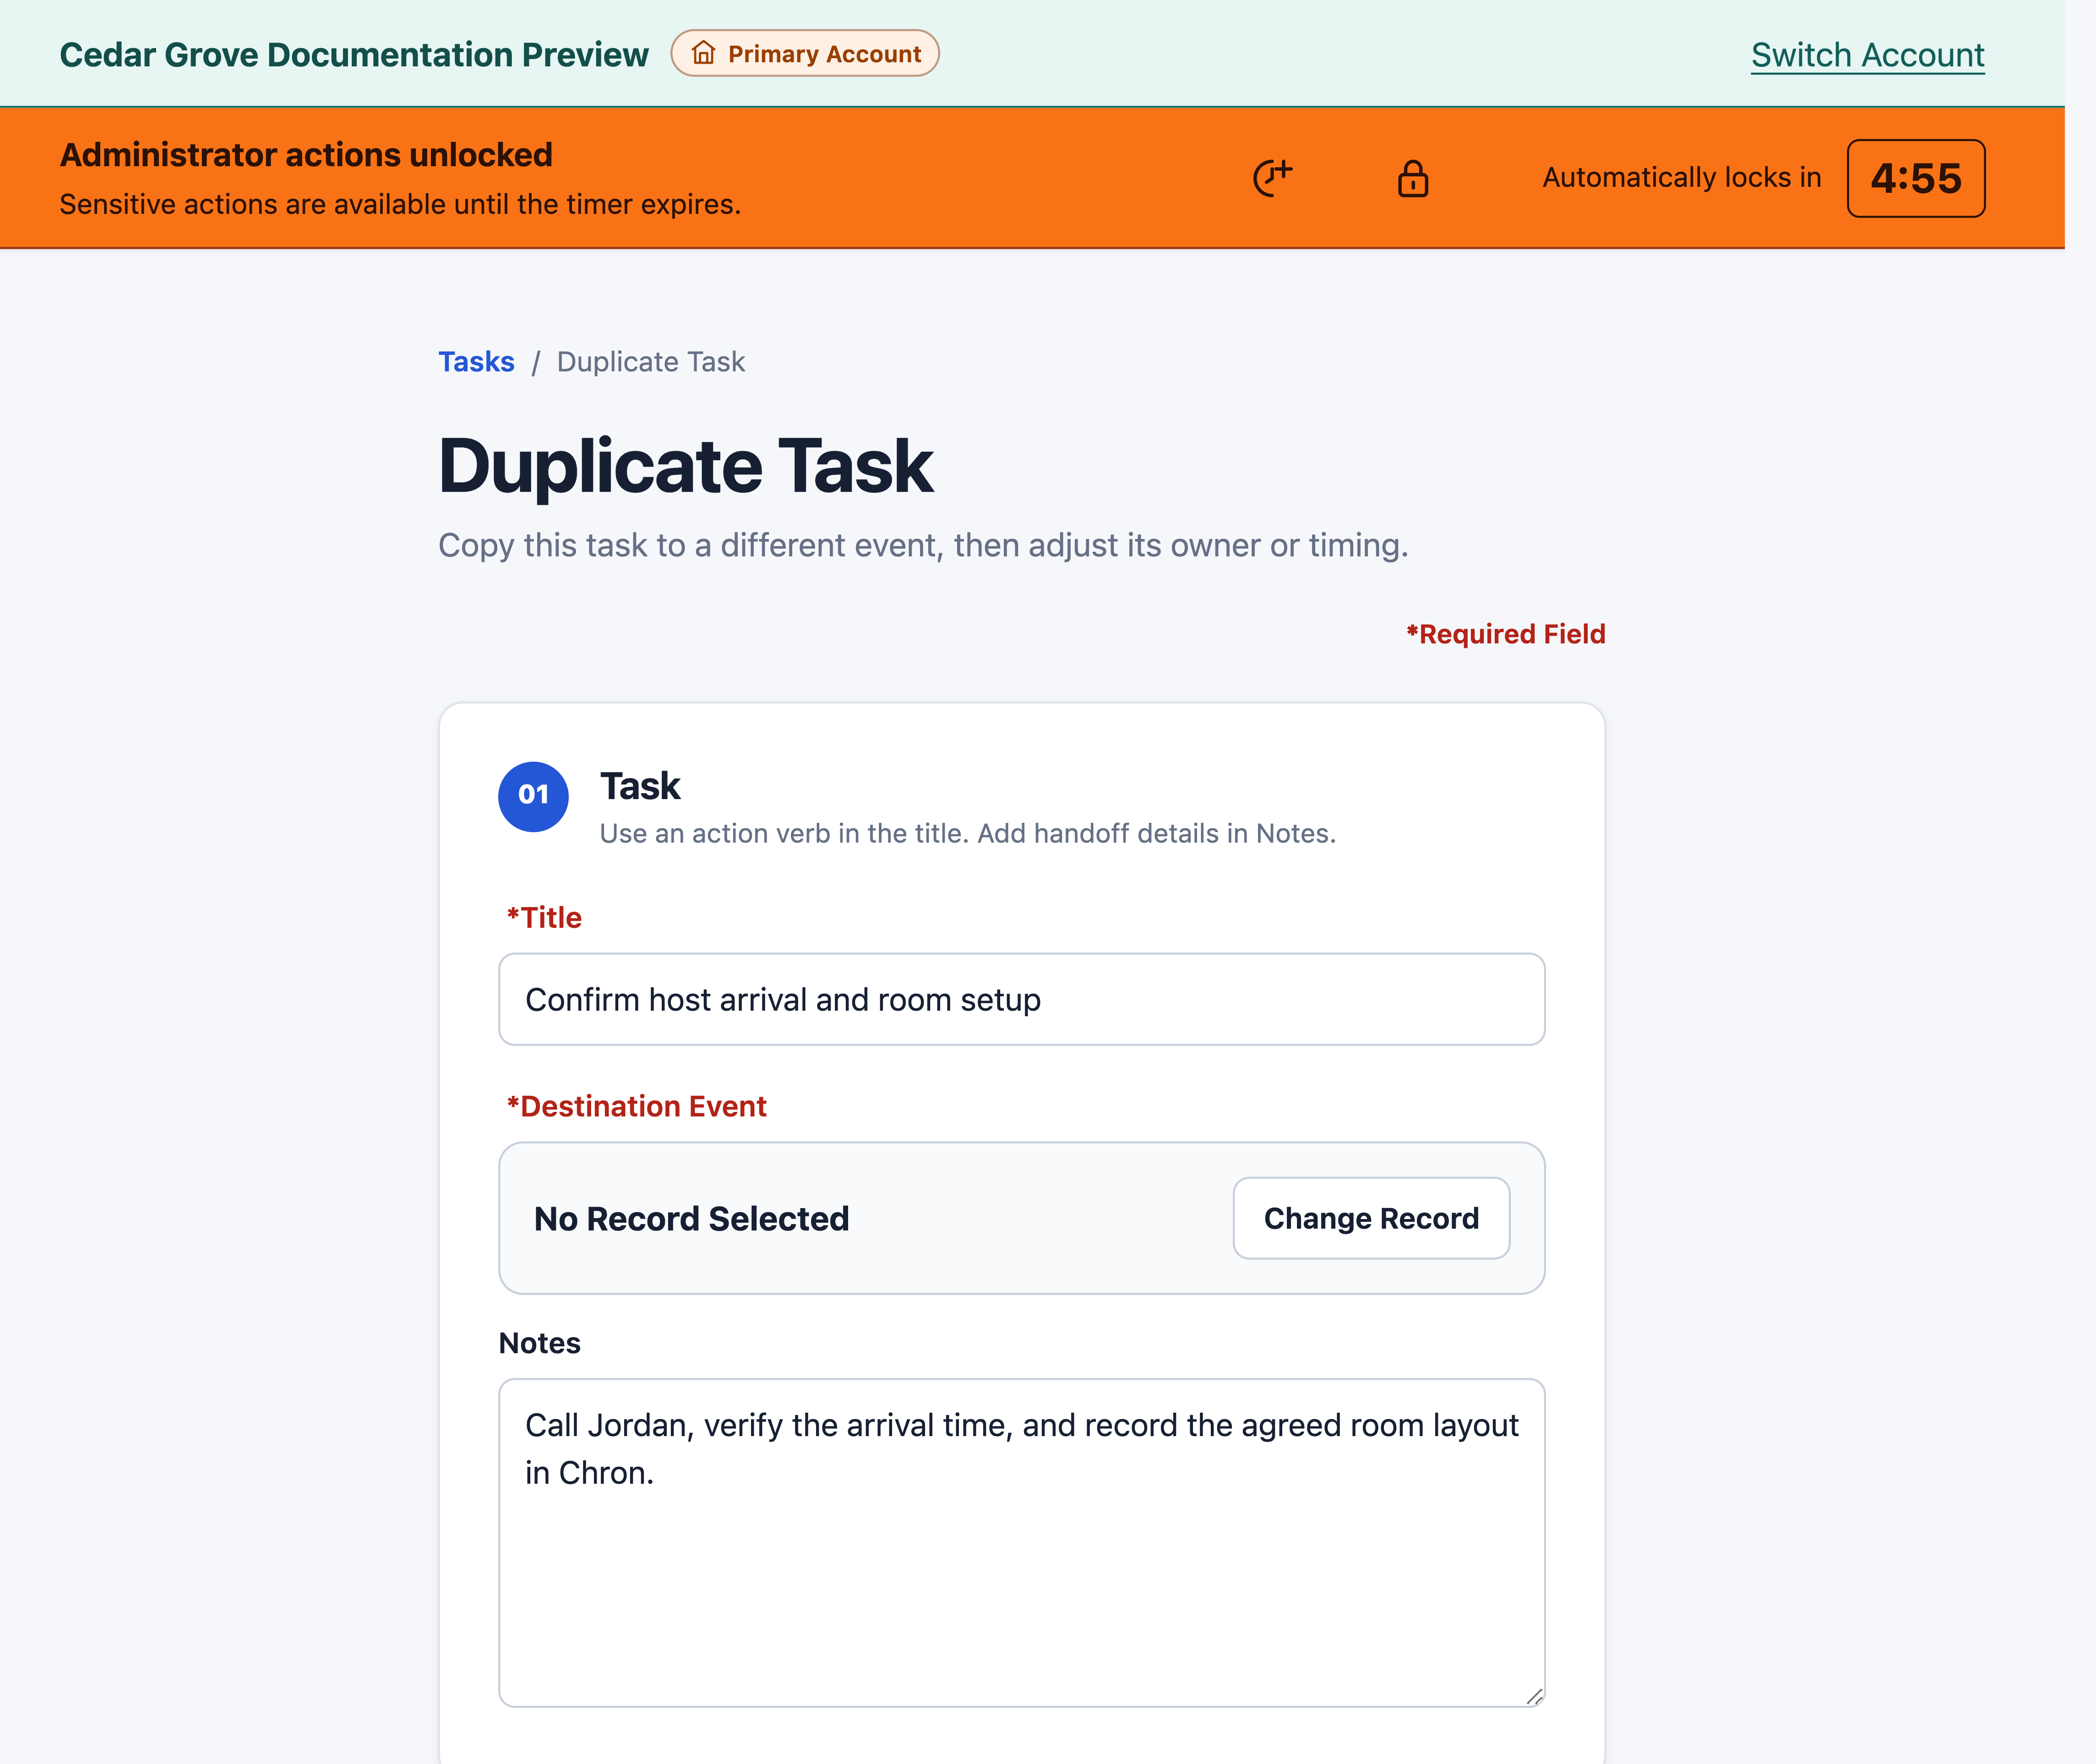 Cedar Grove Documentation Preview
Primary Account
Switch Account
Administrator actions unlocked
Sensitive actions are available until the timer expires.
Automatically locks in
4:55
Tasks / Duplicate Task
Duplicate Task
Copy this task to a different event, then adjust its owner or timing.
*Required Field
01
Task
Use an action verb in the title. Add handoff details in Notes.
*Title
Confirm host arrival and room setup
*Destination Event
No Record Selected
Change Record
Notes
Call Jordan, verify the arrival time, and record the agreed room layout
in Chron.